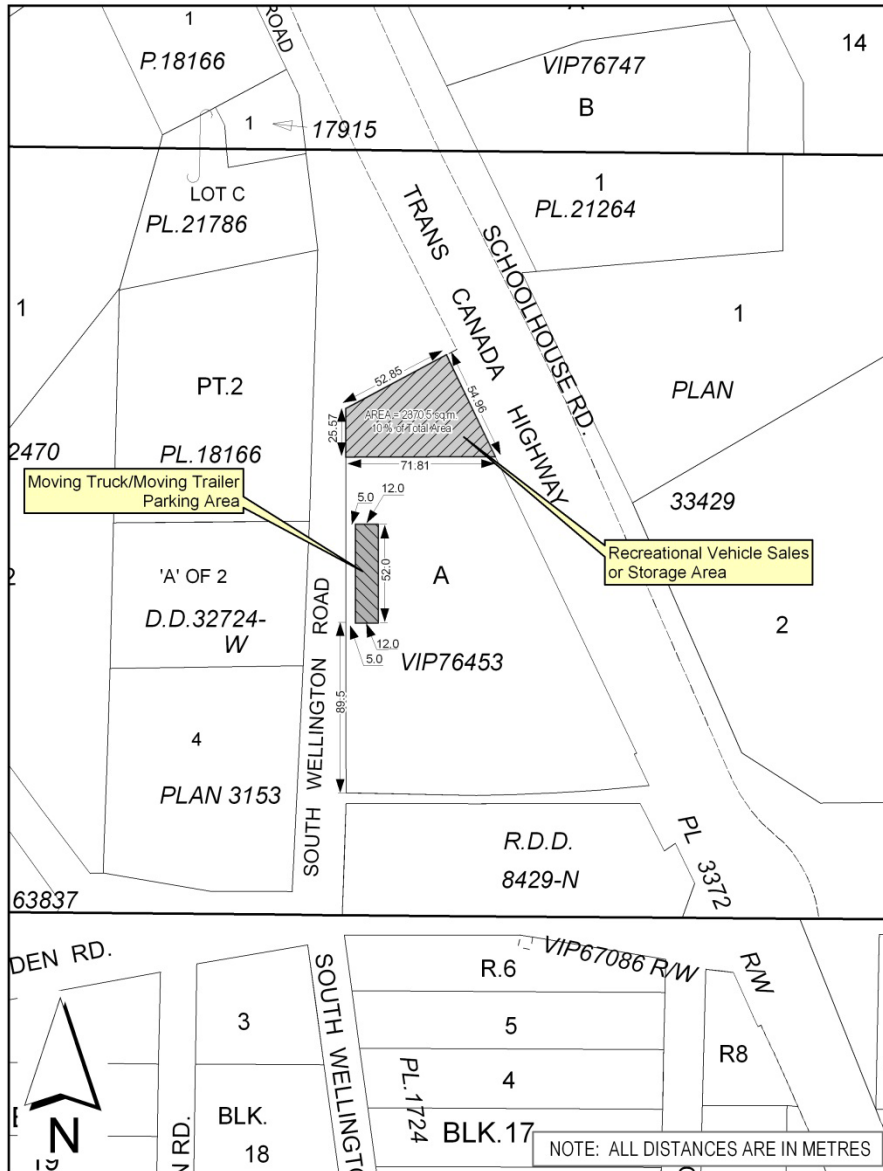 ROAD
1
P.18166
1
17915
VIP76747
B
14
LOT C
PL.21786
1
TRANS CANADA HIGHWAY
SCHOOLHOUSE RD.
1
PL.21264
1
PLAN
33429
2
PT.2
PL.18166
2470
52.85
54.96
25.57
AREA = 2370.5 sq.m.
10 % of Total Area
71.81
Moving Truck/Moving Trailer
Parking Area
5.0
12.0
52.0
12.0
5.0
89.5
Recreational Vehicle Sales
or Storage Area
A
VIP76453
'A' OF 2
D.D.32724-
W
2
4
PLAN 3153
SOUTH WELLINGTON ROAD
R.D.D.
8429-N
PL 3372
63837
DEN RD.
SOUTH WELLINGTO
VIP67086 R/W
R/W
R.6
5
4
BLK.17
PL.1724
R8
3
BLK.
18
N RD.
19
N
NOTE: ALL DISTANCES ARE IN METRES